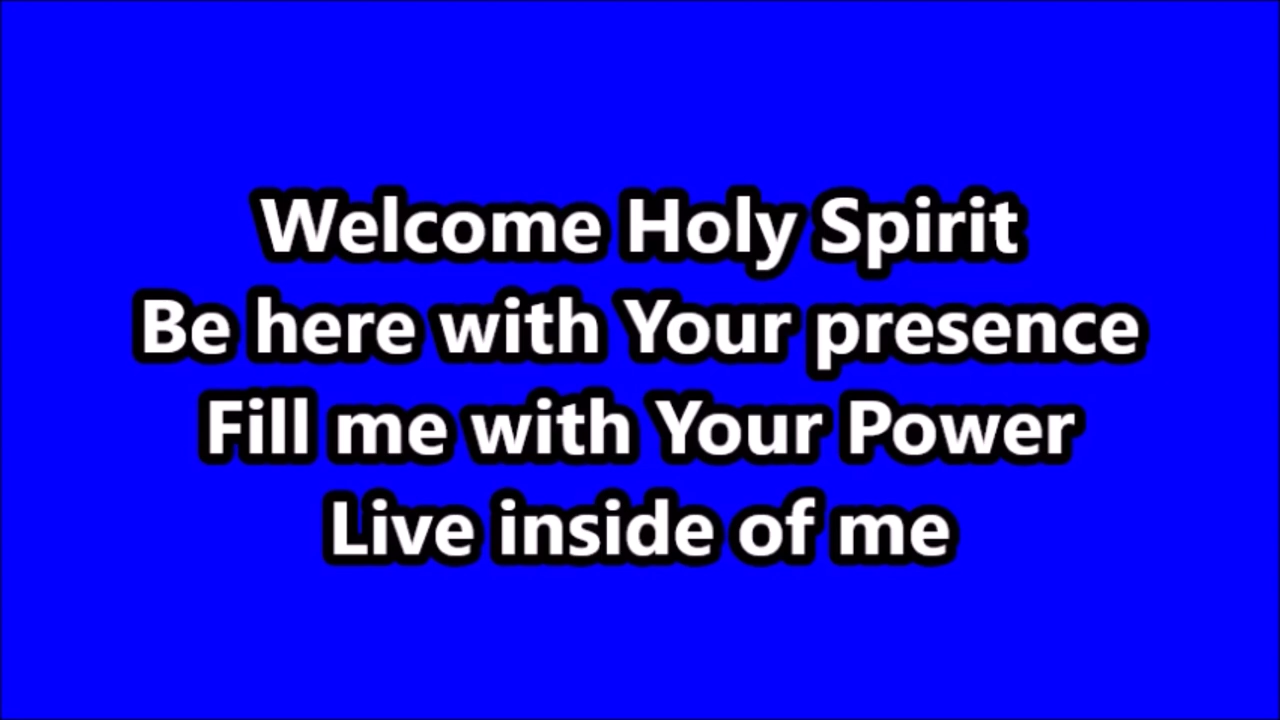 Welcome Holy Spirit
Be here with Your presence
Fill me with Your Power
Live inside of me